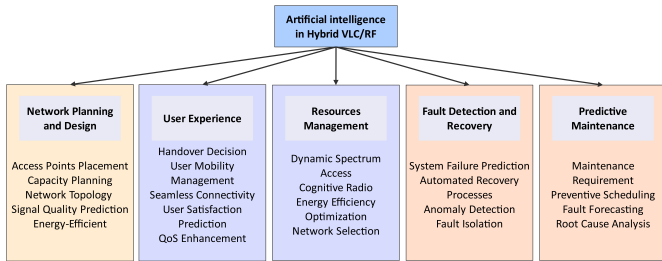 Artificial intelligence
in Hybrid VLC/RF
Network Planning
and Design
Access Points Placement
Capacity Planning
Network Topology
Signal Quality Prediction
Energy-Efficient
User Experience
Handover Decision
User Mobility
Management
Seamless Connectivity
User Satisfaction
Prediction
QoS Enhancement
Resources
Management
Dynamic Spectrum
Access
Cognitive Radio
Energy Efficiency
Optimization
Network Selection
Fault Detection and
Recovery
System Failure Prediction
Automated Recovery
Processes
Anomaly Detection
Fault Isolation
Predictive
Maintenance
Maintenance
Requirement
Preventive Scheduling
Fault Forecasting
Root Cause Analysis